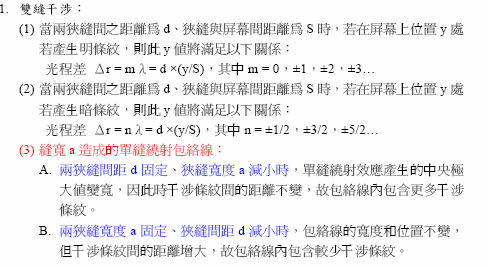 1. 雙縫干涉：
(1) 當兩狹縫間之距離為 d、狹縫與屏幕間距離為 S 時，若在屏幕上位置 y 處
若產生明條紋，則此 y 值將滿足以下關係：
光程差 Δr = m λ = d ×(y/S)，其中 m = 0，±1，±2，±3…
(2) 當兩狹縫間之距離為 d、狹縫與屏幕間距離為 S 時，若在屏幕上位置 y 處
若產生暗條紋，則此 y 值將滿足以下關係：
光程差 Δr = n λ = d ×(y/S)，其中 n = ±1/2，±3/2，±5/2…
(3) 縫寬 a 造成的單縫繞射包絡線：
A. 兩狹縫間距 d 固定、狹縫寬度 a 減小時，單縫繞射效應產生的中央極
大值變寬，因此時干涉條紋間的距離不變，故包絡線內包含更多干涉
條紋。
B. 兩狹縫寬度 a 固定、狹縫間距 d 減小時，包絡線的寬度和位置不變，
但干涉條紋間的距離增大，故包絡線內包含較少干涉條紋。